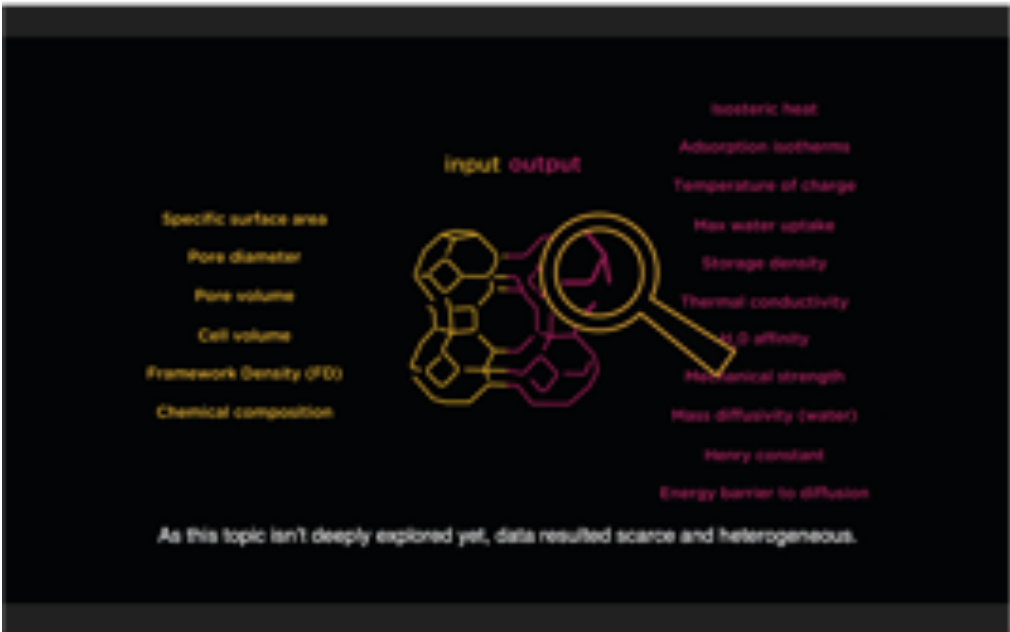 input output
Specific surface area
Pore diameter
Pore volume
Cell volume
Framework Density (FD)
Chemical composition
Isosteric heat
Adsorption isotherms
Temperature of charge
Max water uptake
Storage density
Thermal conductivity
H₂O affinity
Mechanical strength
Mass diffusivity (water)
Henry constant
Energy barrier to diffusion
As this topic isn't deeply explored yet, data resulted scarce and heterogeneous.